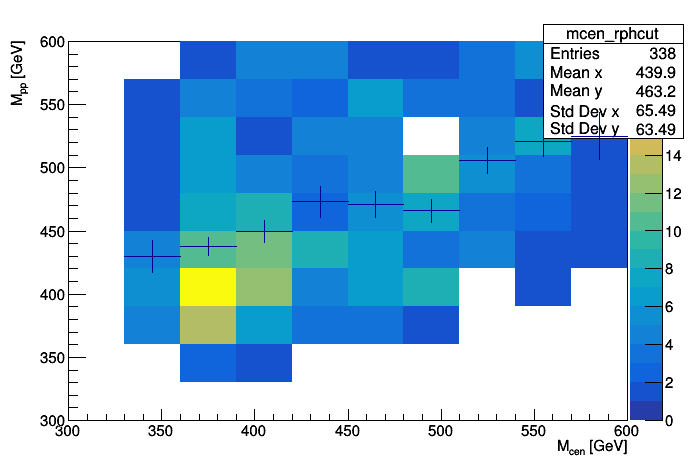 mcen_rphcut
Entries 338
Mean x 439.9
Mean y 463.2
Std Dev x 65.49
Std Dev y 63.49
M_pp [GeV]
600
550
500
450
400
350
300
300 350 400 450 500 550 600
M_cen [GeV]
14
12
10
8
6
4
2
0